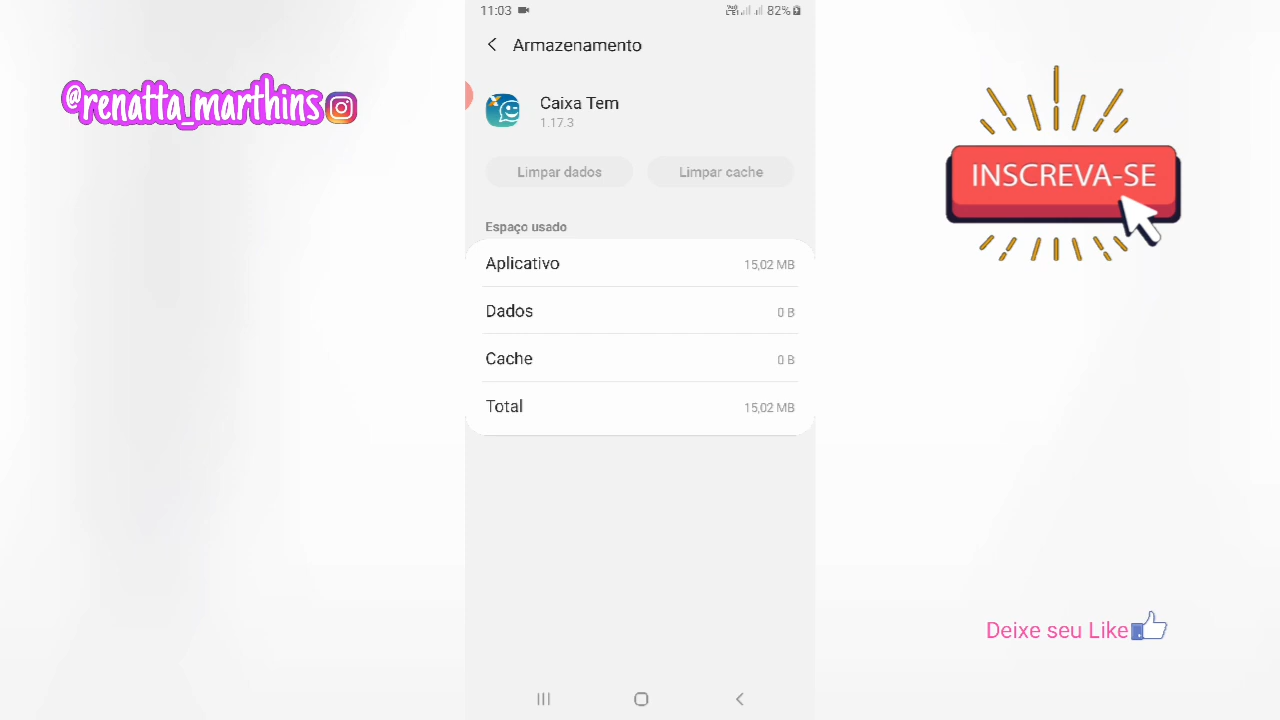 @renatta_marthins
11:03
82%
Armazenamento
Caixa Tem
1.17.3
Limpar dados
Limpar cache
Espaço usado
Aplicativo
15,02 MB
Dados
0 B
Cache
0 B
Total
15,02 MB
INSCREVA-SE
Deixe seu Like